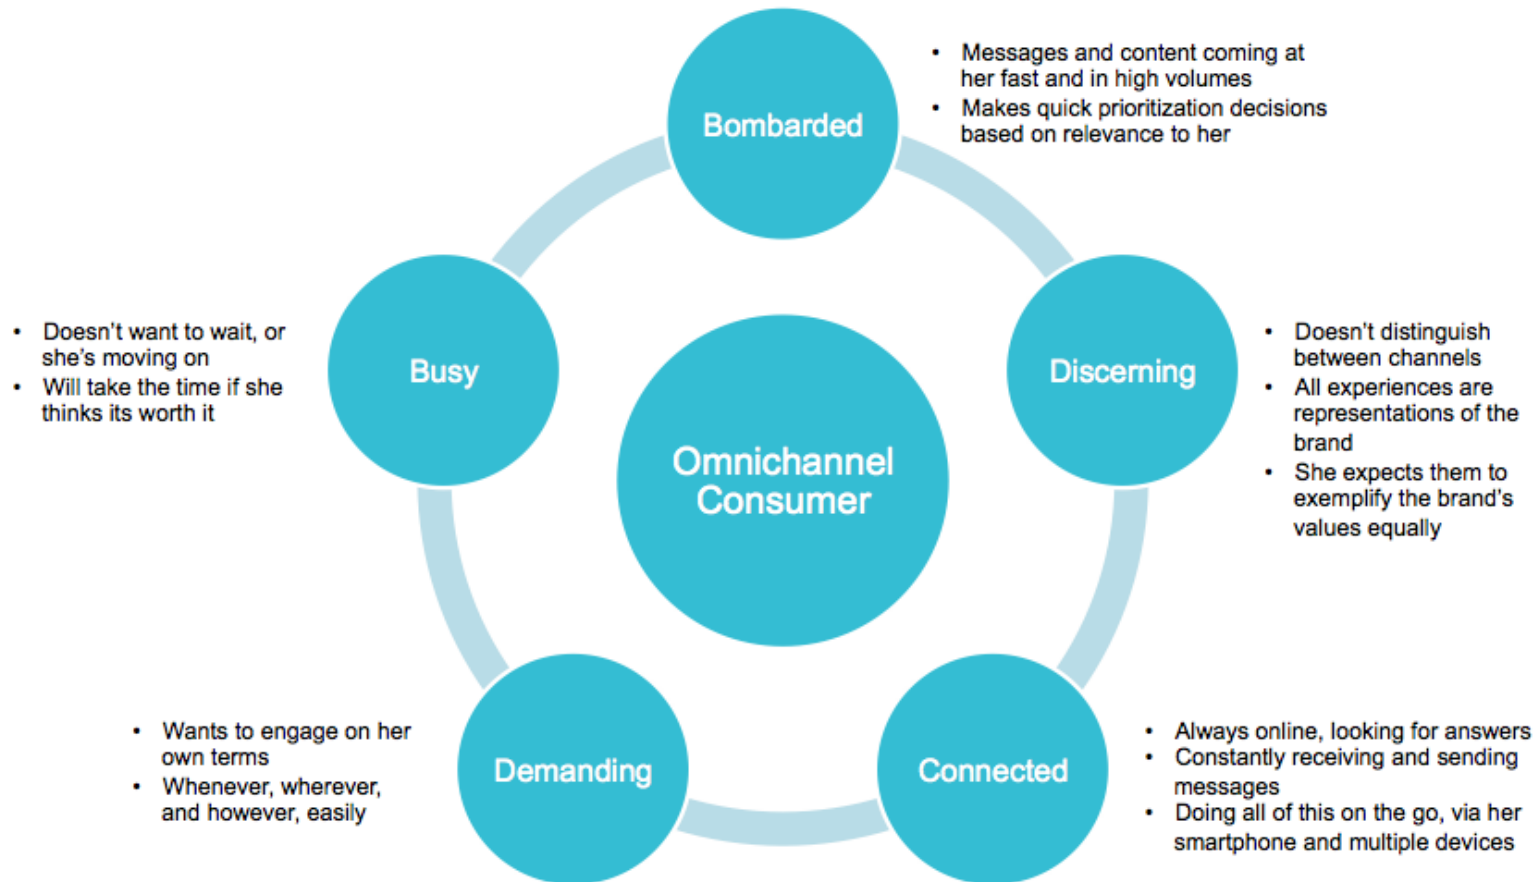 Bombarded
• Messages and content coming at
her fast and in high volumes
• Makes quick prioritization decisions
based on relevance to her
Discerning
• Doesn't distinguish
between channels
• All experiences are
representations of the
brand
• She expects them to
exemplify the brand's
values equally
Connected
• Always online, looking for answers
• Constantly receiving and sending
messages
• Doing all of this on the go, via her
smartphone and multiple devices
Demanding
• Wants to engage on her
own terms
• Whenever, wherever,
and however, easily
Busy
• Doesn't want to wait, or
she's moving on
• Will take the time if she
thinks its worth it
Omnichannel
Consumer